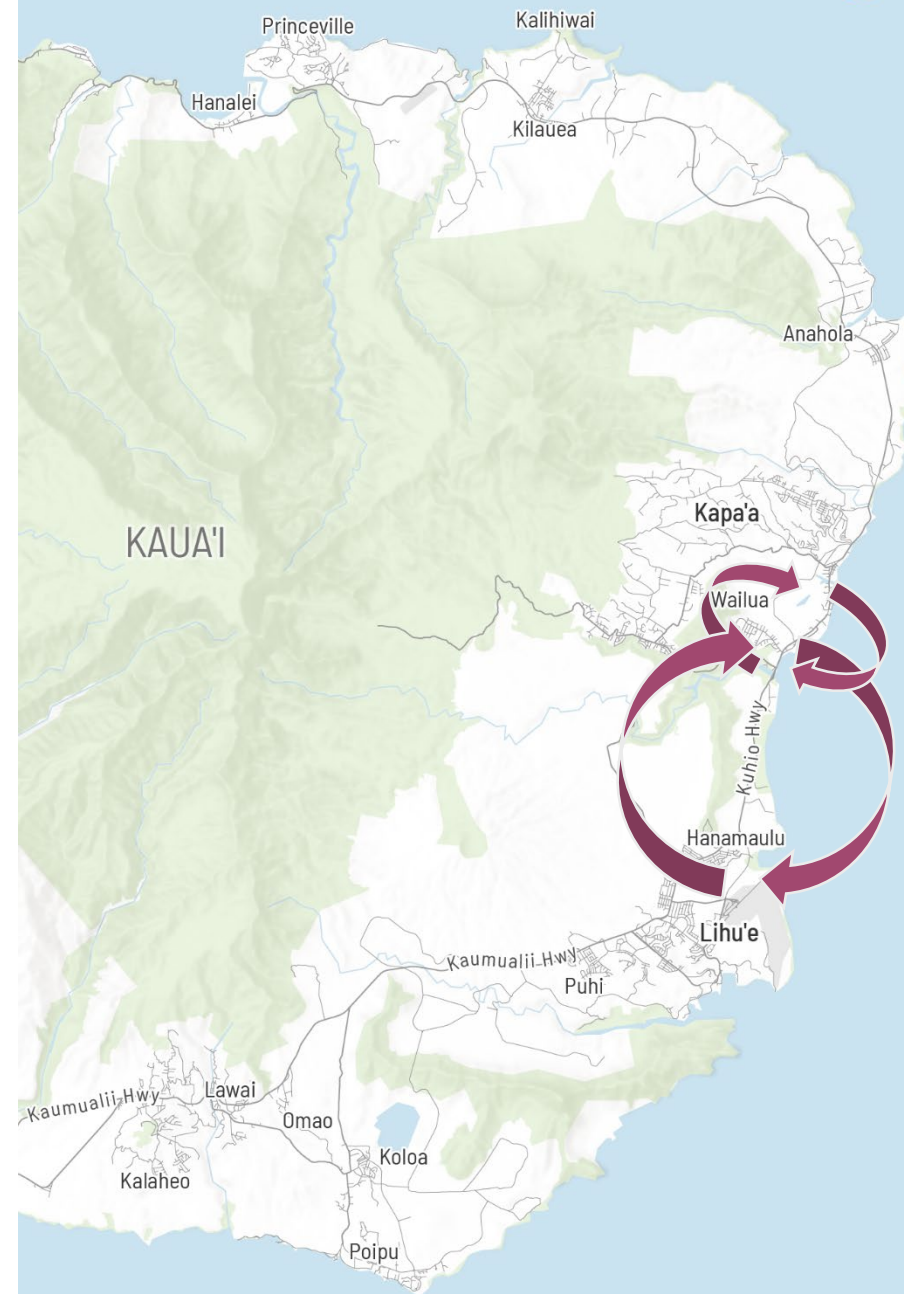 Kalihiwai
Princeville
Hanalei
Kilauea
Anahola
Kapa'a
KAUA'I
Wailua
Kuhio Hwy
Hanamaulu
Lihu'e
Kaumualii Hwy
Puhi
Lawai
Kaumualii Hwy
Omao
Koloa
Kalaheo
Poipu